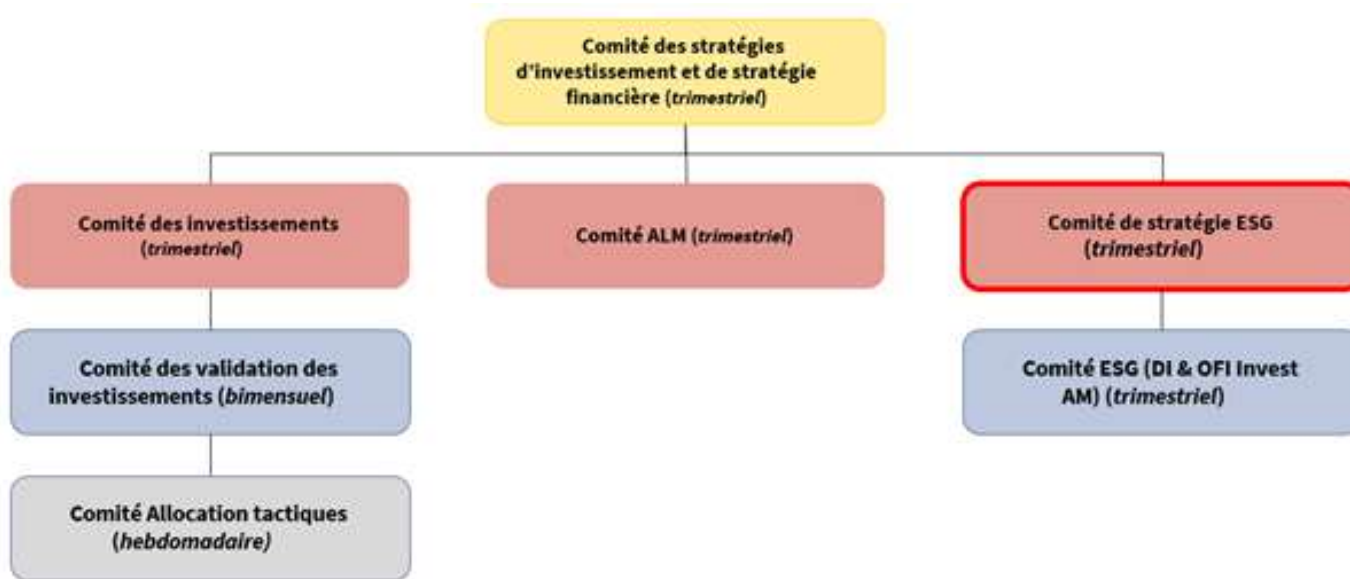 Comité des stratégies
d'investissement et de stratégie
financière (trimestriel)
Comité des investissements
(trimestriel)
Comité ALM (trimestriel)
Comité de stratégie ESG
(trimestriel)
Comité des validation des
investissements (bimensuel)
Comité ESG (DI & OFI Invest
AM) (trimestriel)
Comité Allocation tactiques
(hebdomadaire)